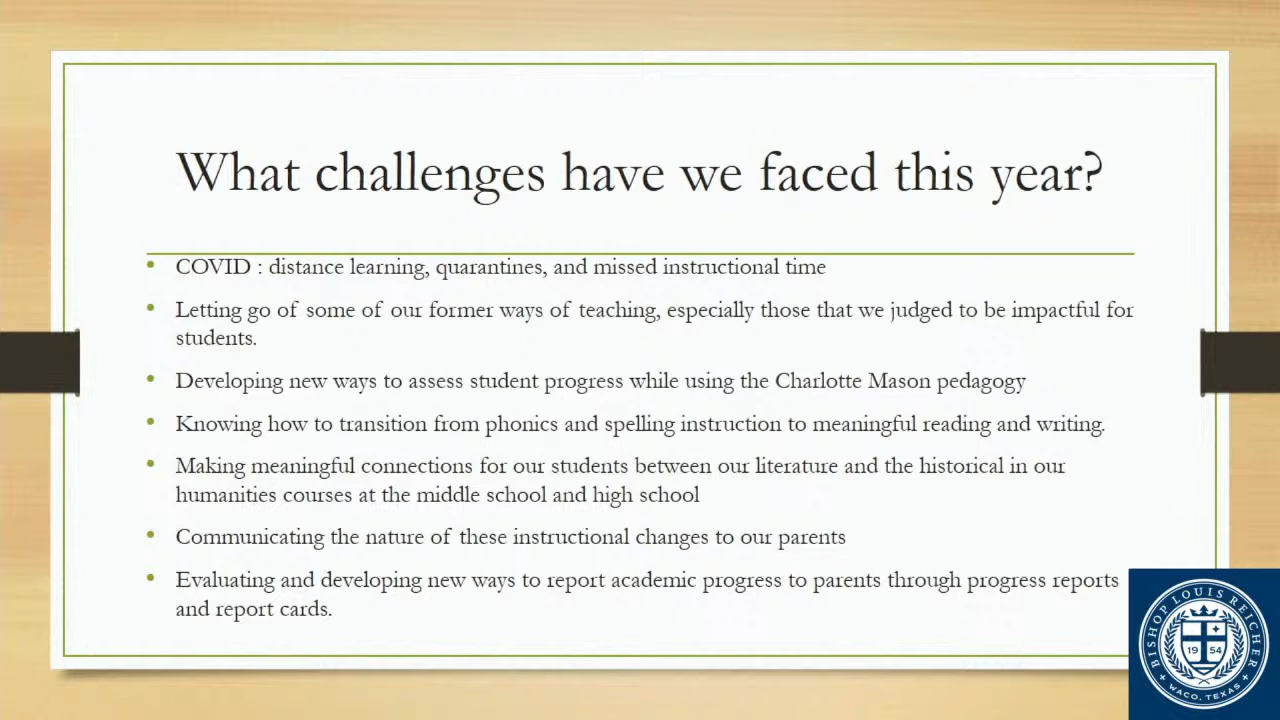 What challenges have we faced this year?
• COVID : distance learning, quarantines, and missed instructional time
• Letting go of some of our former ways of teaching, especially those that we judged to be impactful for
students.
• Developing new ways to assess student progress while using the Charlotte Mason pedagogy
• Knowing how to transition from phonics and spelling instruction to meaningful reading and writing.
• Making meaningful connections for our students between our literature and the historical in our
humanities courses at the middle school and high school
• Communicating the nature of these instructional changes to our parents
• Evaluating and developing new ways to report academic progress to parents through progress reports
and report cards.
BISHOP LOUIS REICHER
19 54
WACO, TEXAS